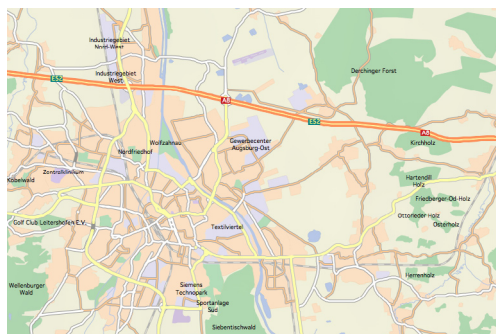 Industriegebiet
Nord-West
Derchinger Forst
Industriegebiet
West
E52
A8
E52
A8
Kirchholz
Wolfzahnau
Gewerbecenter
Augsburg-Ost
Nordfriedhof
Zentralklinikum
Kobelwald
Hartendill
Holz
Friedberger-Od-Holz
Ottorieder Holz
Osterholz
Golf Club Leitershofen E.V.
Textilviertel
Herrenholz
Wellenburger
Wald
Siemens
Technopark
Sportanlage
Süd
Siebentischwald